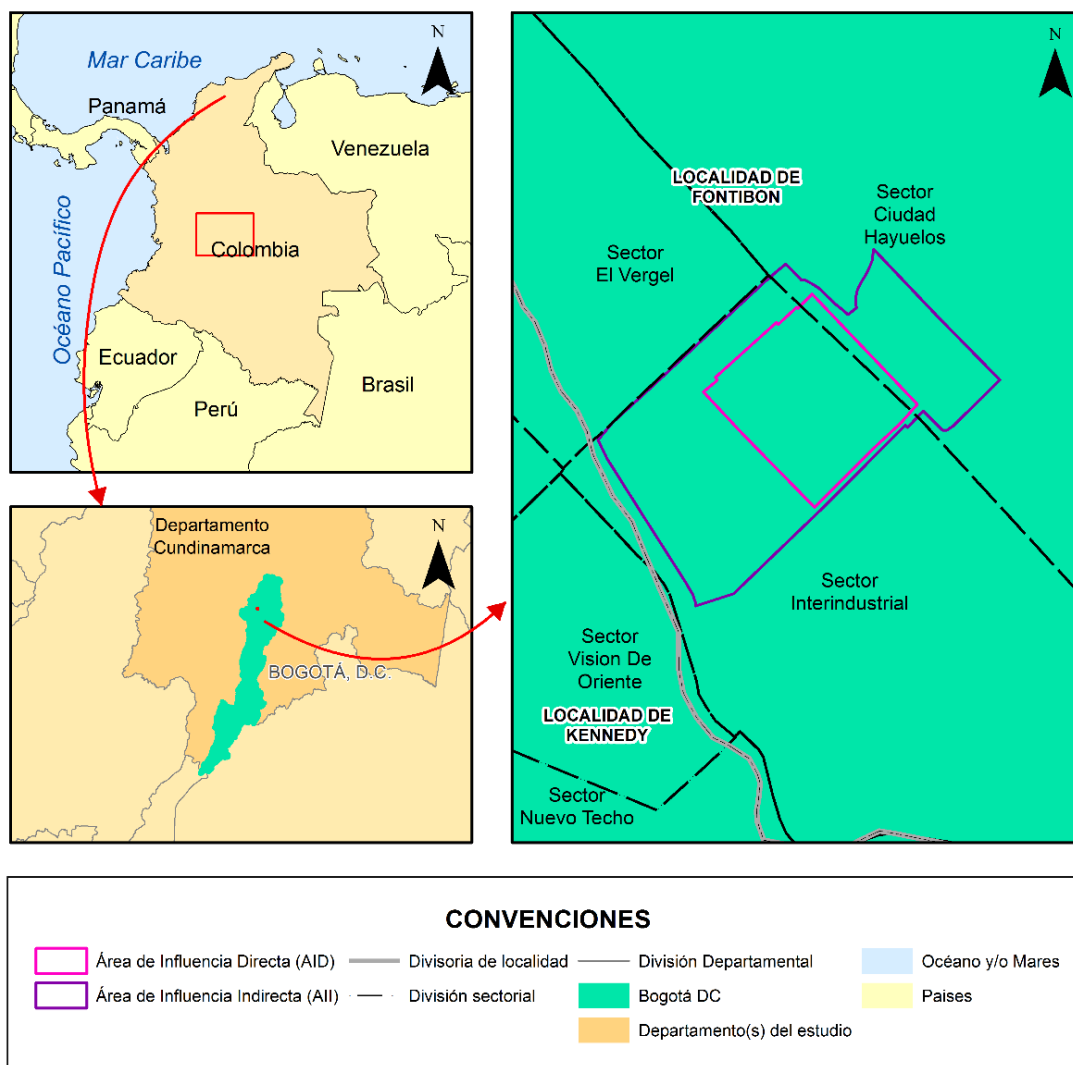 N
Mar Caribe
Panamá
Venezuela
Océano Pacífico
Colombia
Ecuador
Perú
Brasil
N
Departamento
Cundinamarca
BOGOTÁ, D.C.
N
LOCALIDAD DE
FONTIBON
Sector
Ciudad
Hayuelos
Sector
El Vergel
Sector
Interindustrial
Sector
Vision De
Oriente
LOCALIDAD DE
KENNEDY
Sector
Nuevo Techo
CONVENCIONES
Área de Influencia Directa (AID)
Divisoria de localidad
División Departamental
Océano y/o Mares
Área de Influencia Indirecta (AII)
División sectorial
Bogotá DC
Paises
Departamento(s) del estudio